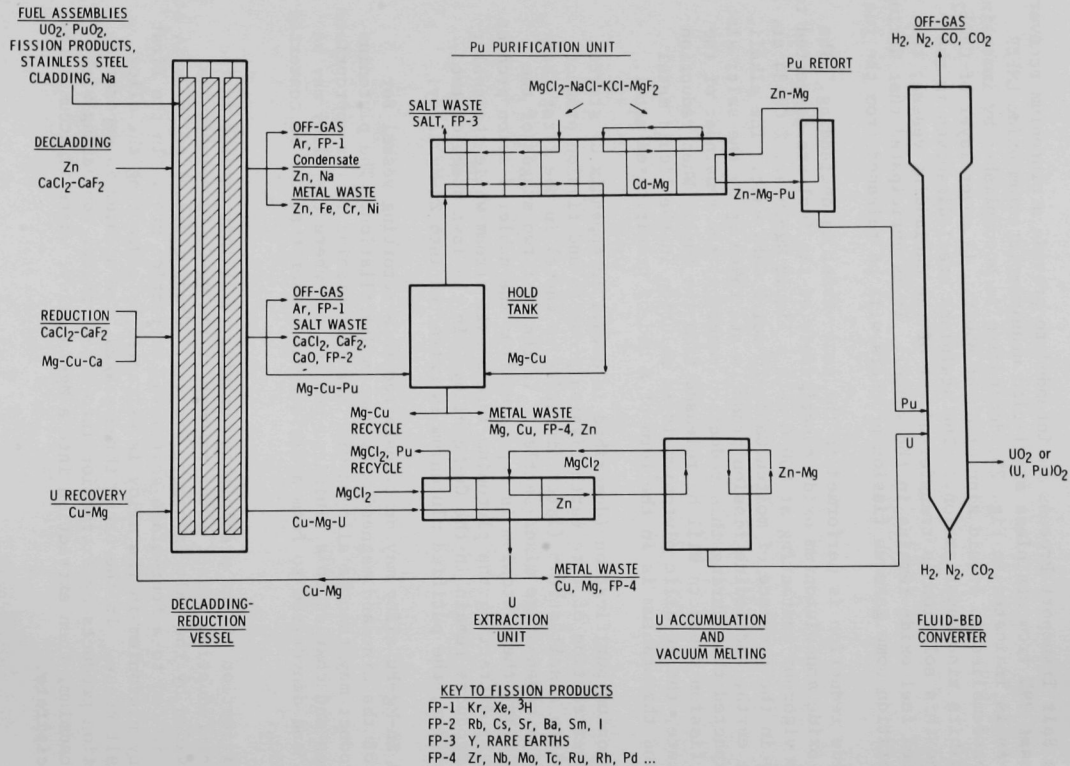 FUEL ASSEMBLIES
UO2, PuO2,
FISSION PRODUCTS,
STAINLESS STEEL
CLADDING, Na
DECLADDING
Zn
CaCl2-CaF2
REDUCTION
CaCl2-CaF2
Mg-Cu-Ca
U RECOVERY
Cu-Mg
OFF-GAS
Ar, FP-1
Condensate
Zn, Na
METAL WASTE
Zn, Fe, Cr, Ni
OFF-GAS
Ar, FP-1
SALT WASTE
CaCl2, CaF2,
CaO, FP-2
Mg-Cu-Pu
Cu-Mg-U
Cu-Mg
DECLADDING-
REDUCTION
VESSEL
Pu PURIFICATION UNIT
MgCl2-NaCl-KCl-MgF2
SALT WASTE
SALT, FP-3
Cd-Mg
Zn-Mg
Zn-Mg-Pu
Pu RETORT
HOLD
TANK
Mg-Cu
Mg-Cu
RECYCLE
METAL WASTE
Mg, Cu, FP-4, Zn
MgCl2, Pu
RECYCLE
MgCl2
MgCl2
Zn
Zn-Mg
METAL WASTE
Cu, Mg, FP-4
U
EXTRACTION
UNIT
U ACCUMULATION
AND
VACUUM MELTING
OFF-GAS
H2, N2, CO, CO2
Pu
U
UO2 or
(U, Pu)O2
H2, N2, CO2
FLUID-BED
CONVERTER
KEY TO FISSION PRODUCTS
FP-1 Kr, Xe, 3H
FP-2 Rb, Cs, Sr, Ba, Sm, I
FP-3 Y, RARE EARTHS
FP-4 Zr, Nb, Mo, Tc, Ru, Rh, Pd ...